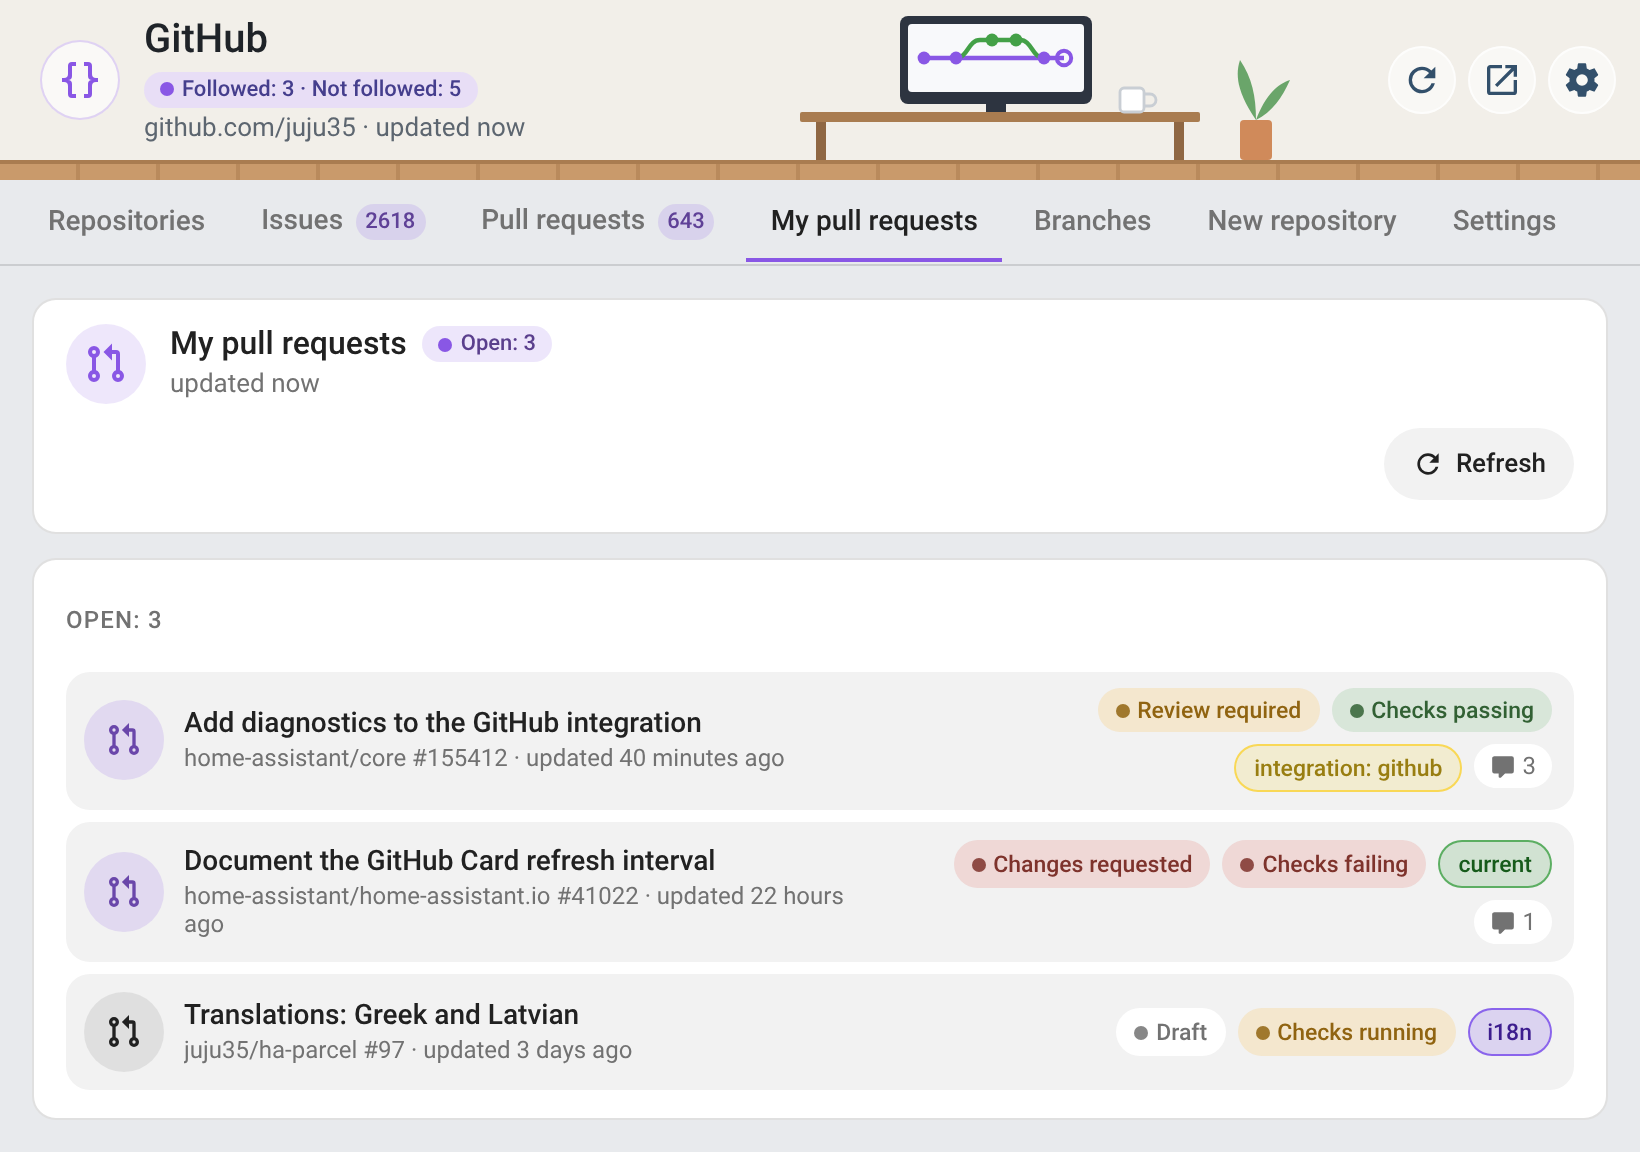 GitHub
Followed: 3 · Not followed: 5
github.com/juju35 · updated now
Repositories
Issues 2618
Pull requests 643
My pull requests
Branches
New repository
Settings
My pull requests
Open: 3
updated now
Refresh
OPEN: 3
Add diagnostics to the GitHub integration
home-assistant/core #155412 · updated 40 minutes ago
Review required
Checks passing
integration: github
3
Document the GitHub Card refresh interval
home-assistant/home-assistant.io #41022 · updated 22 hours
ago
Changes requested
Checks failing
current
1
Translations: Greek and Latvian
juju35/ha-parcel #97 · updated 3 days ago
Draft
Checks running
i18n